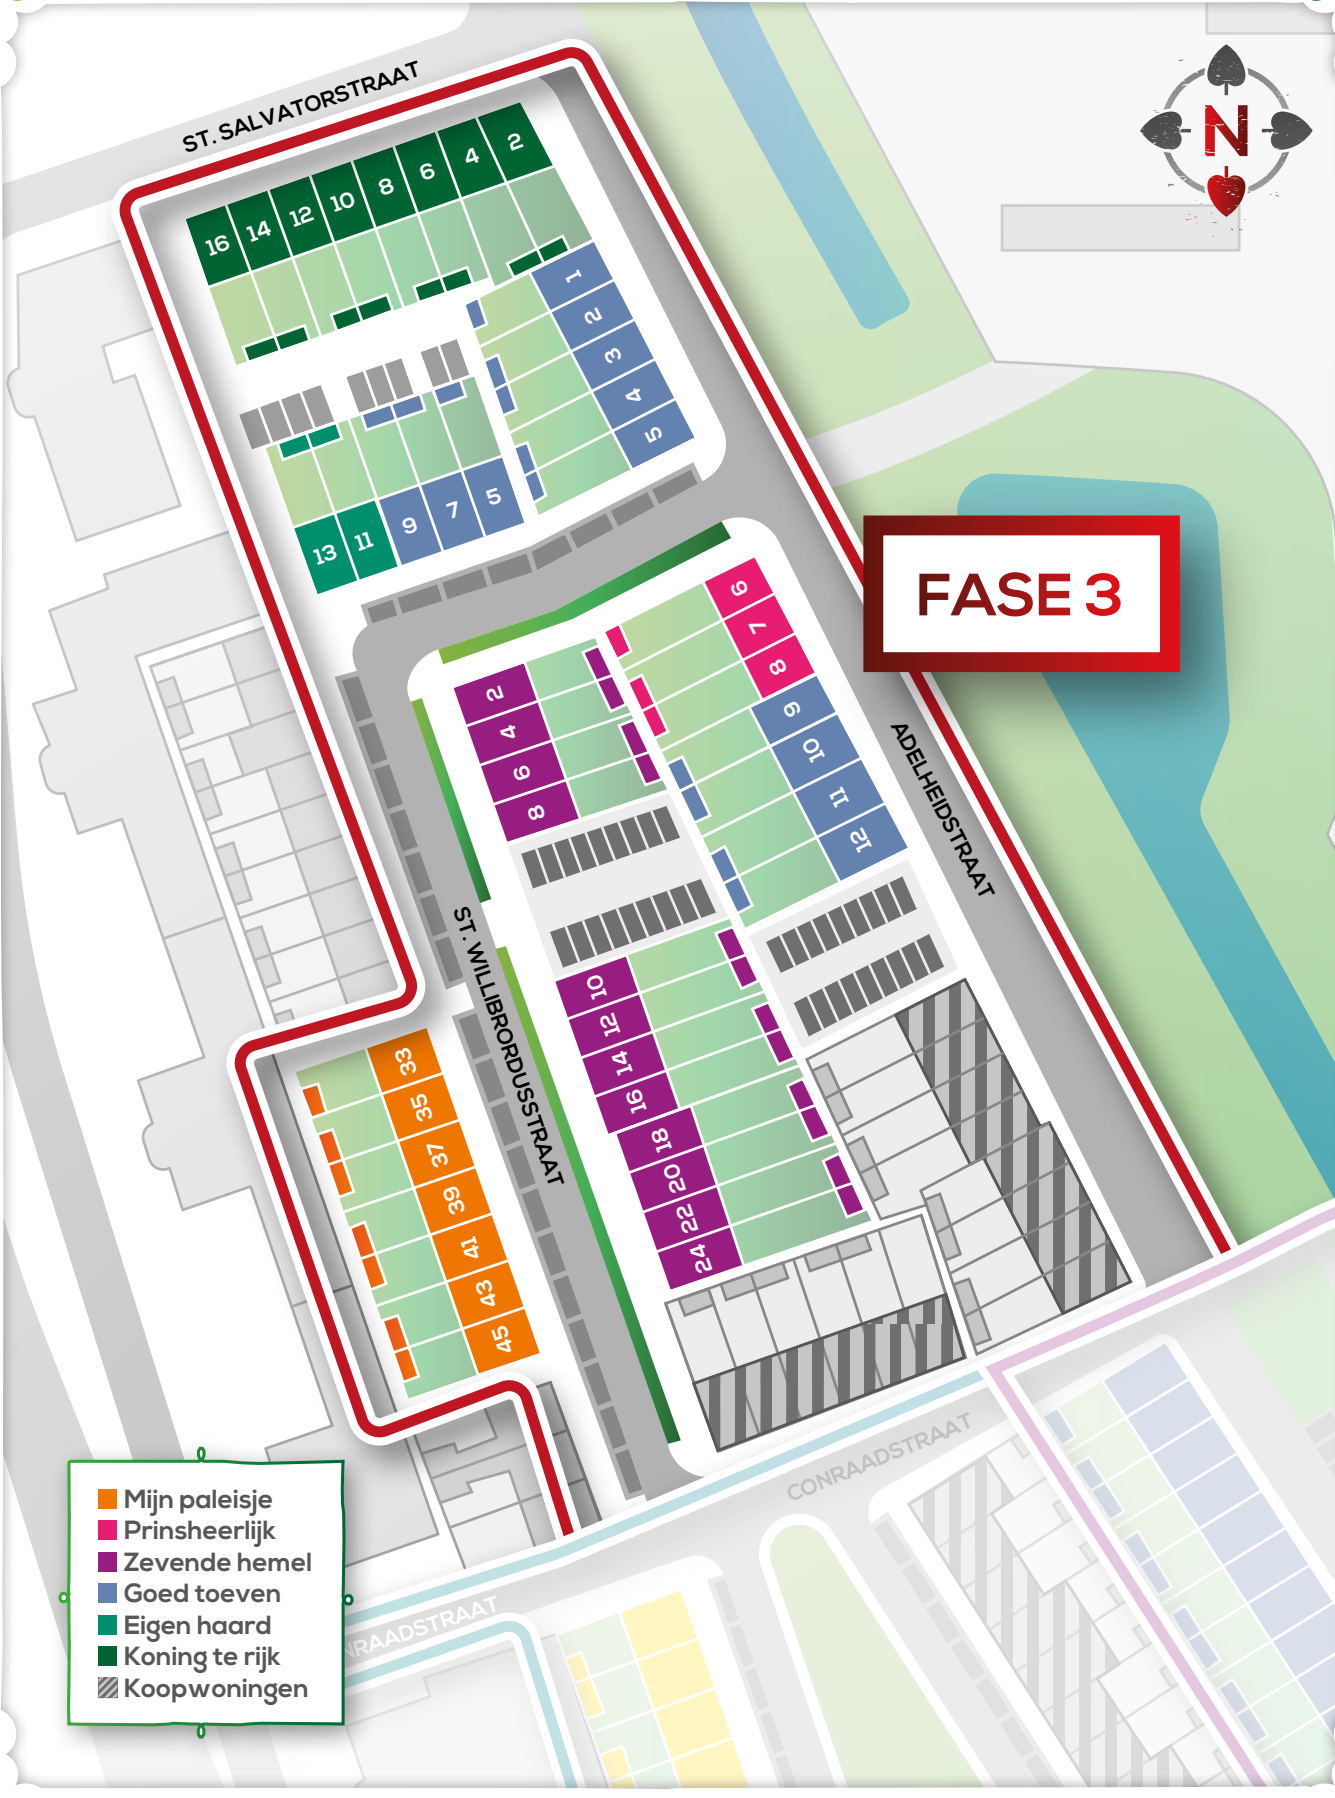 ST. SALVATORSTRAAT
N
16 14 12 10 8 6 4 2
1
2
3
4
5
13 11 9 7 5
FASE 3
6
7
8
9
10
11
12
2
4
6
8
ADELHEIDSTRAAT
ST. WILLIBRORDUSSTRAAT
10
12
14
16
18
20
22
24
33
35
37
39
41
43
45
CONRAADSTRAAT
NRAADSTRAAT
Mijn paleisje
Prinsheerlijk
Zevende hemel
Goed toeven
Eigen haard
Koning te rijk
Koopwoningen